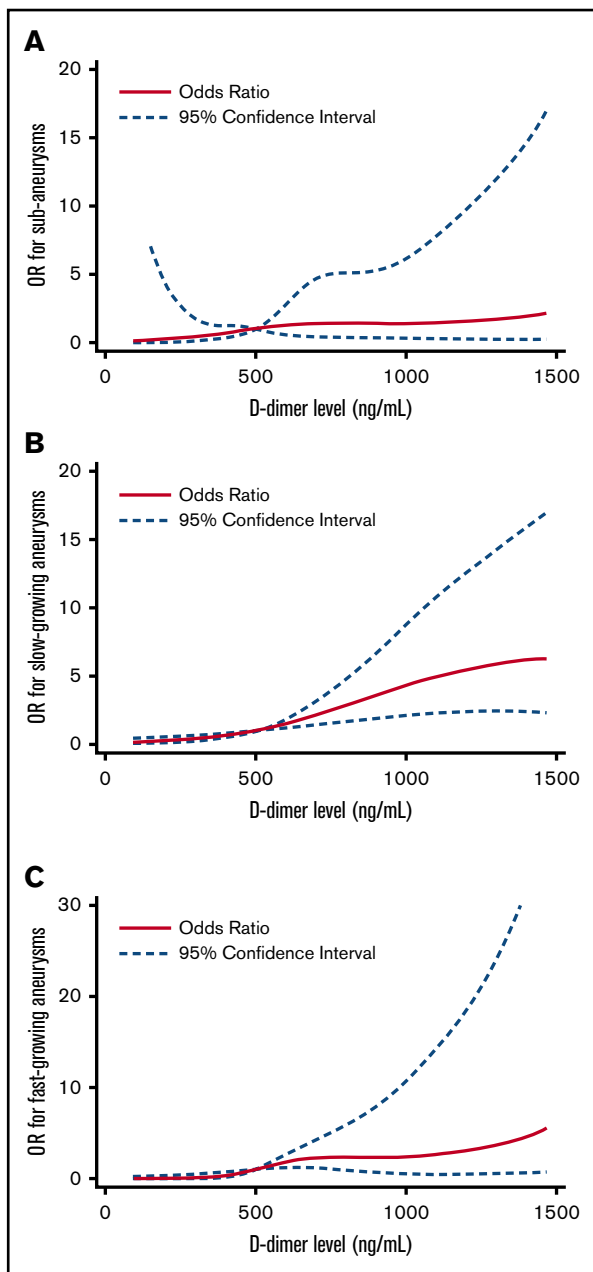 A
20
15
10
5
0
OR for sub-aneurysms
Odds Ratio
95% Confidence Interval
0
500
1000
1500
D-dimer level (ng/mL)
B
20
15
10
5
0
OR for slow-growing aneurysms
Odds Ratio
95% Confidence Interval
0
500
1000
1500
D-dimer level (ng/mL)
C
30
20
10
0
OR for fast-growing aneurysms
Odds Ratio
95% Confidence Interval
0
500
1000
1500
D-dimer level (ng/mL)